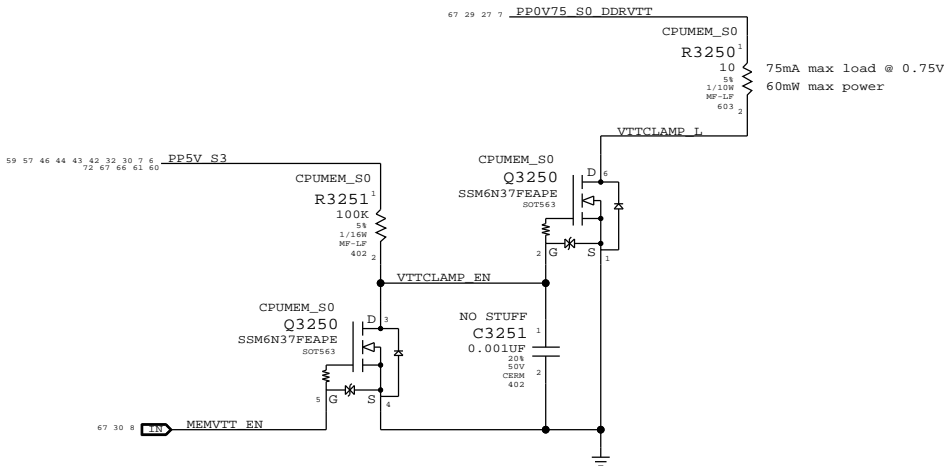 67 29 27 7 PP0V75_S0_DDRVTT
CPUMEM_S0
R3250 1
10
5%
1/10W
MF-LF
603
2
75mA max load @ 0.75V
60mW max power
VTTCLAMP_L
59 57 46 44 43 42 32 30 7 6
72 67 66 61 60
PP5V_S3
CPUMEM_S0
R3251 1
100K
5%
1/16W
MF-LF
402
2
CPUMEM_S0
Q3250
SSM6N37FEAPE
SOT563
D 6
2 G S 1
VTTCLAMP_EN
CPUMEM_S0
Q3250
SSM6N37FEAPE
SOT563
D 3
5 G S 4
NO STUFF
C3251
0.001UF
20%
50V
CERM
402
1
2
67 30 8 IN MEMVTT_EN